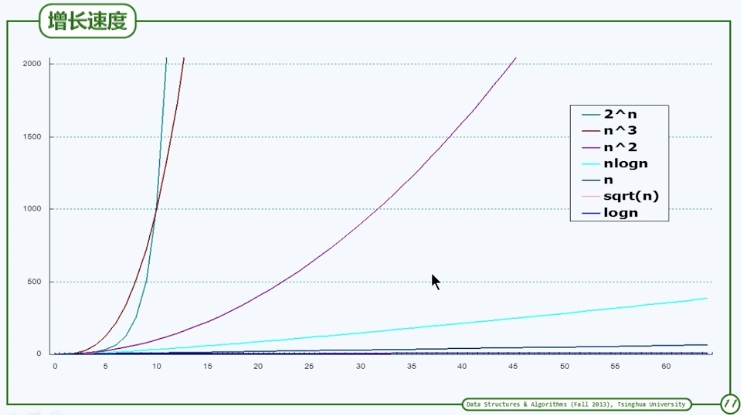 增长速度
2000
1500
1000
500
0
0 5 10 15 20 25 30 35 40 45 50 55 60
2^n
n^3
n^2
nlogn
n
sqrt(n)
logn
Data Structures & Algorithms (Fall 2013), Tsinghua University